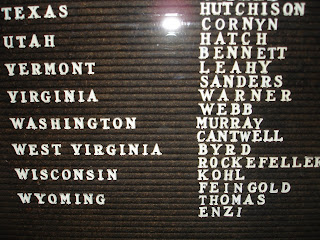 TEXAS HUTCHISON
CORNYN
UTAH HATCH
BENNETT
VERMONT LEAHY
SANDERS
VIRGINIA WARNER
WEBB
WASHINGTON MURRAY
CANTWELL
WEST VIRGINIA BYRD
ROCKEFELLER
WISCONSIN KOHL
FEINGOLD
WYOMING THOMAS
ENZI